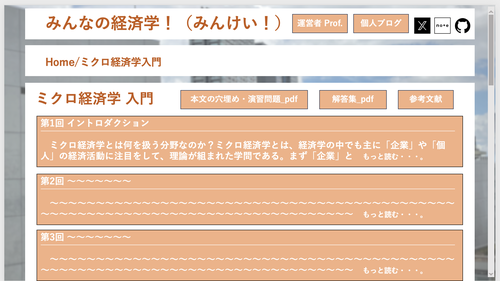 みんなの経済学！（みんけい！）
運営者 Prof.
個人ブログ
note
Home/ミクロ経済学入門
ミクロ経済学 入門
本文の穴埋め・演習問題_pdf
解答集_pdf
参考文献
第1回 イントロダクション
ミクロ経済学とは何を扱う分野なのか？ミクロ経済学とは、経済学の中でも主に「企業」や「個
人」の経済活動に注目をして、理論が組まれた学問である。まず「企業」と　もっと読む・・・。
第2回 〜〜〜〜〜〜〜
〜〜〜〜〜〜〜〜〜〜〜〜〜〜〜〜〜〜〜〜〜〜〜〜〜〜〜〜〜〜〜〜〜〜〜〜〜〜〜〜〜〜〜
〜〜〜〜〜〜〜〜〜〜〜〜〜〜〜〜〜〜〜〜〜〜〜〜〜〜〜〜〜〜〜〜〜　もっと読む・・・。
第3回 〜〜〜〜〜〜〜
〜〜〜〜〜〜〜〜〜〜〜〜〜〜〜〜〜〜〜〜〜〜〜〜〜〜〜〜〜〜〜〜〜〜〜〜〜〜〜〜〜〜〜
〜〜〜〜〜〜〜〜〜〜〜〜〜〜〜〜〜〜〜〜〜〜〜〜〜〜〜〜〜〜〜〜〜　もっと読む・・・。